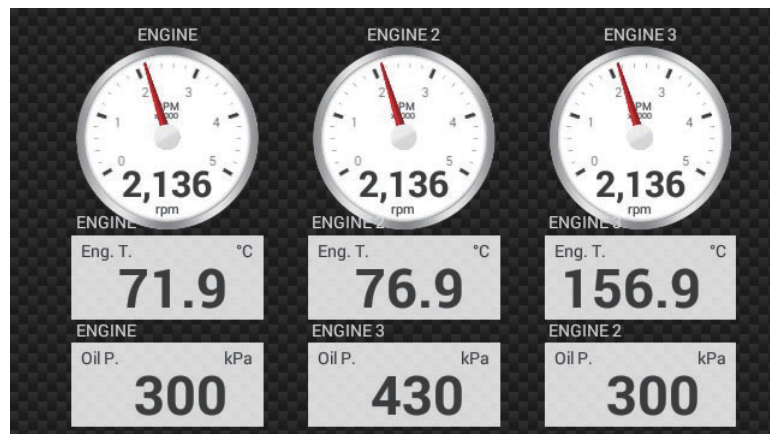 ENGINE ENGINE 2 ENGINE 3
2 3 2 3 2 3
RPM RPM RPM
x1000 x1000 x1000
1 4 1 4 1 4
0 5 0 5 0 5
2,136 2,136 2,136
rpm rpm rpm
ENGINE ENGINE 2 ENGINE 3
Eng. T. °C Eng. T. °C Eng. T. °C
71.9 76.9 156.9
ENGINE ENGINE 3 ENGINE 2
Oil P. kPa Oil P. kPa Oil P. kPa
300 430 300